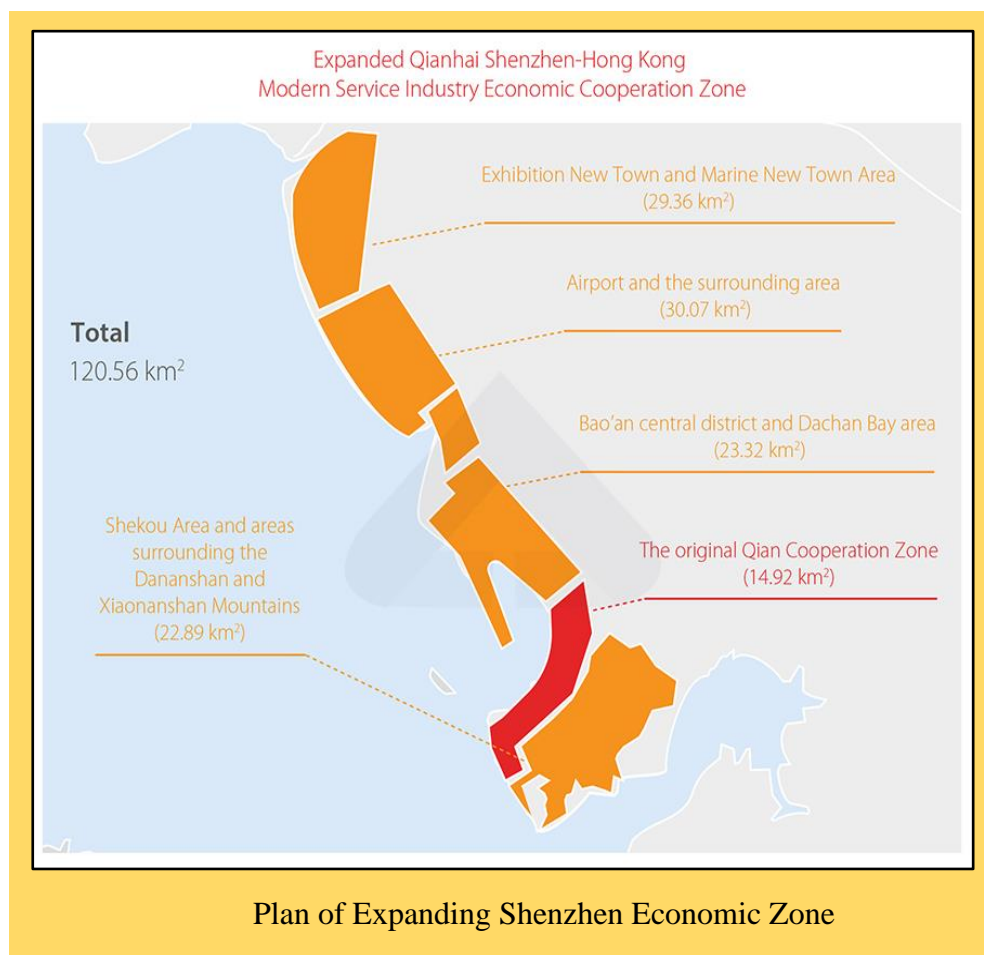 Expanded Qianhai Shenzhen-Hong Kong
Modern Service Industry Economic Cooperation Zone
Exhibition New Town and Marine New Town Area
(29.36 km²)
Airport and the surrounding area
(30.07 km²)
Total
120.56 km²
Bao'an central district and Dachan Bay area
(23.32 km²)
Shekou Area and areas
surrounding the
Dananshan and
Xiaonanshan Mountains
(22.89 km²)
The original Qian Cooperation Zone
(14.92 km²)
Plan of Expanding Shenzhen Economic Zone